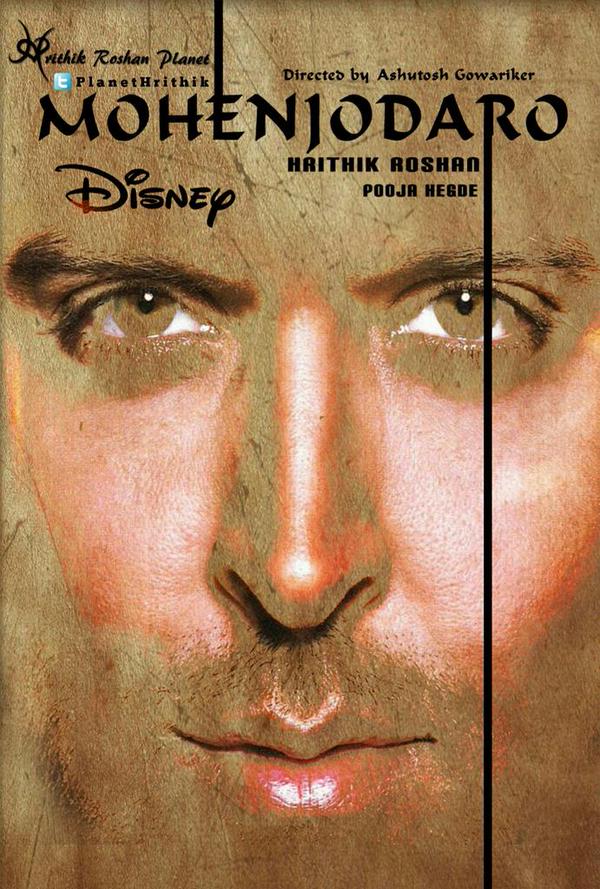 Hrithik Roshan Planet
PlanetHrithik
Directed by Ashutosh Gowariker
MOHENJODARO
HRITHIK ROSHAN
POOJA HEGDE
Disney